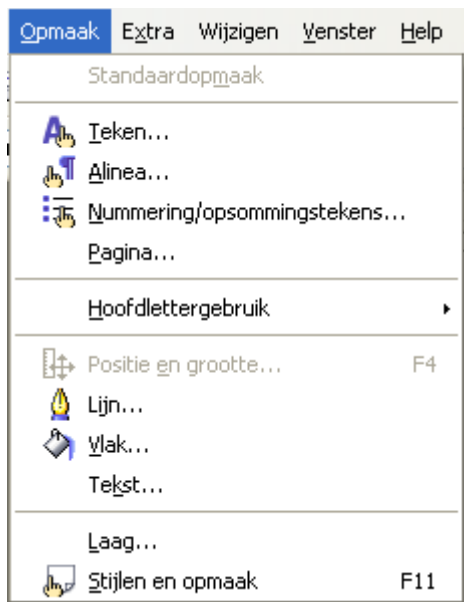 Opmaak Extra Wijzigen Venster Help
Standaardopmaak
Teken...
Alinea...
Nummering/opsommingstekens...
Pagina...
Hoofdlettergebruik
Positie en grootte... F4
Lijn...
Vlak...
Tekst...
Laag...
Stijlen en opmaak F11